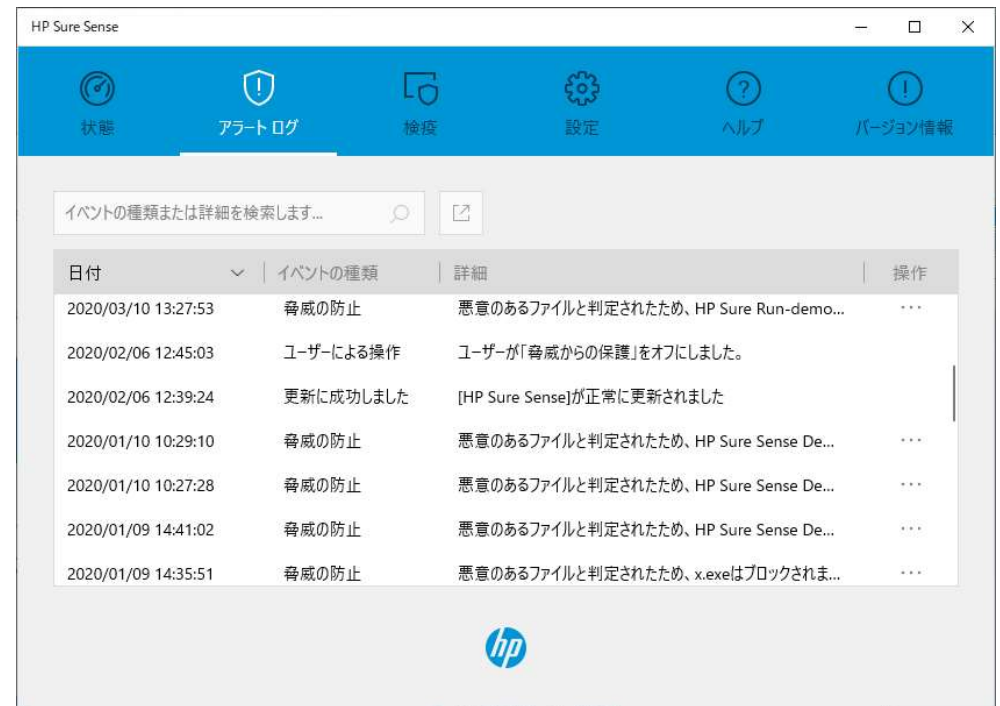 HP Sure Sense
状態 アラート ログ 検疫 設定 ヘルプ バージョン情報
イベントの種類または詳細を検索します...
日付 イベントの種類 詳細 操作
2020/03/10 13:27:53 脅威の防止 悪意のあるファイルと判定されたため、HP Sure Run-demo... ...
2020/02/06 12:45:03 ユーザーによる操作 ユーザーが「脅威からの保護」をオフにしました。
2020/02/06 12:39:24 更新に成功しました [HP Sure Sense]が正常に更新されました
2020/01/10 10:29:10 脅威の防止 悪意のあるファイルと判定されたため、HP Sure Sense De... ...
2020/01/10 10:27:28 脅威の防止 悪意のあるファイルと判定されたため、HP Sure Sense De... ...
2020/01/09 14:41:02 脅威の防止 悪意のあるファイルと判定されたため、HP Sure Sense De... ...
2020/01/09 14:35:51 脅威の防止 悪意のあるファイルと判定されたため、x.exeはブロックされま... ...
hp